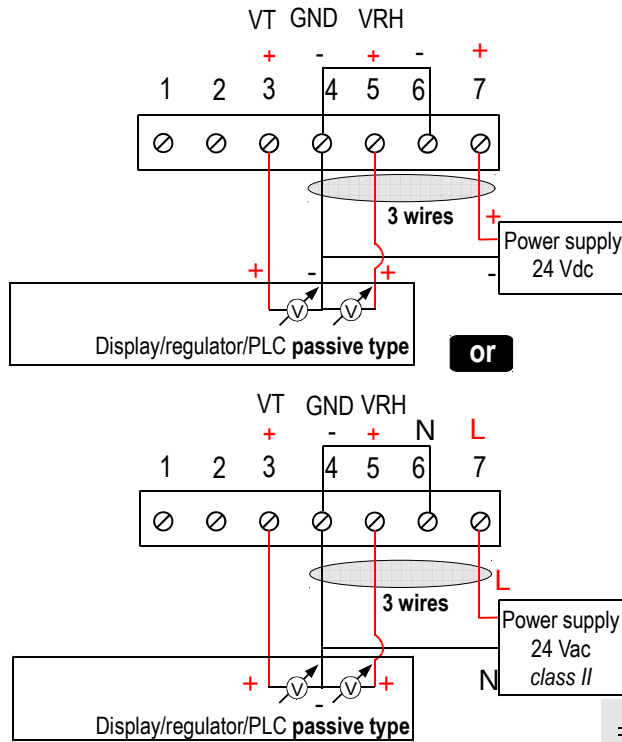 VT GND VRH
+ - + - +
1 2 3 4 5 6 7
3 wires
+
Power supply
24 Vdc
+ - + -
V V
Display/regulator/PLC passive type
or
VT GND VRH
+ - + N L
1 2 3 4 5 6 7
L
3 wires
Power supply
24 Vac
class II
+ - + N
V V
Display/regulator/PLC passive type